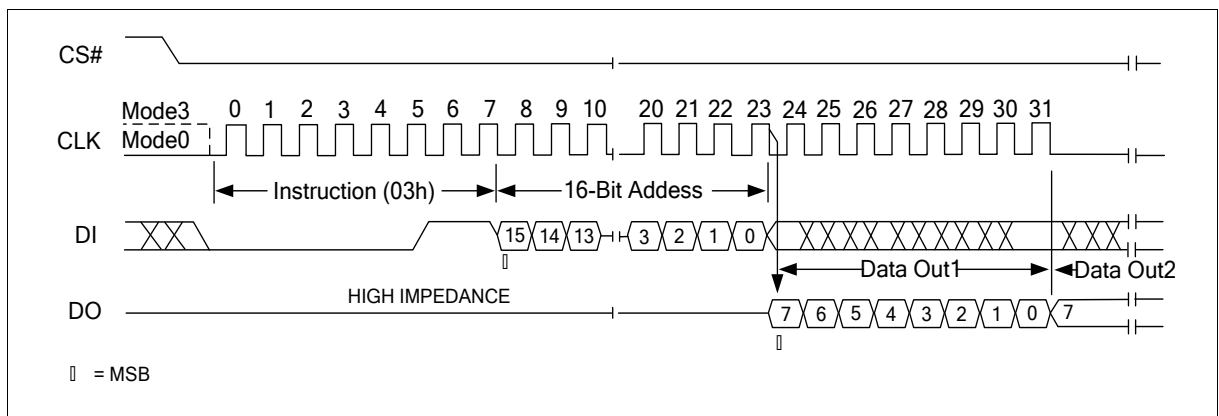 CS#
Mode3 0 1 2 3 4 5 6 7 8 9 10 20 21 22 23 24 25 26 27 28 29 30 31
CLK Mode0
Instruction (03h) 16-Bit Addess
DI 15 14 13 3 2 1 0
Data Out1 Data Out2
HIGH IMPEDANCE
DO 7 6 5 4 3 2 1 0 7
= MSB